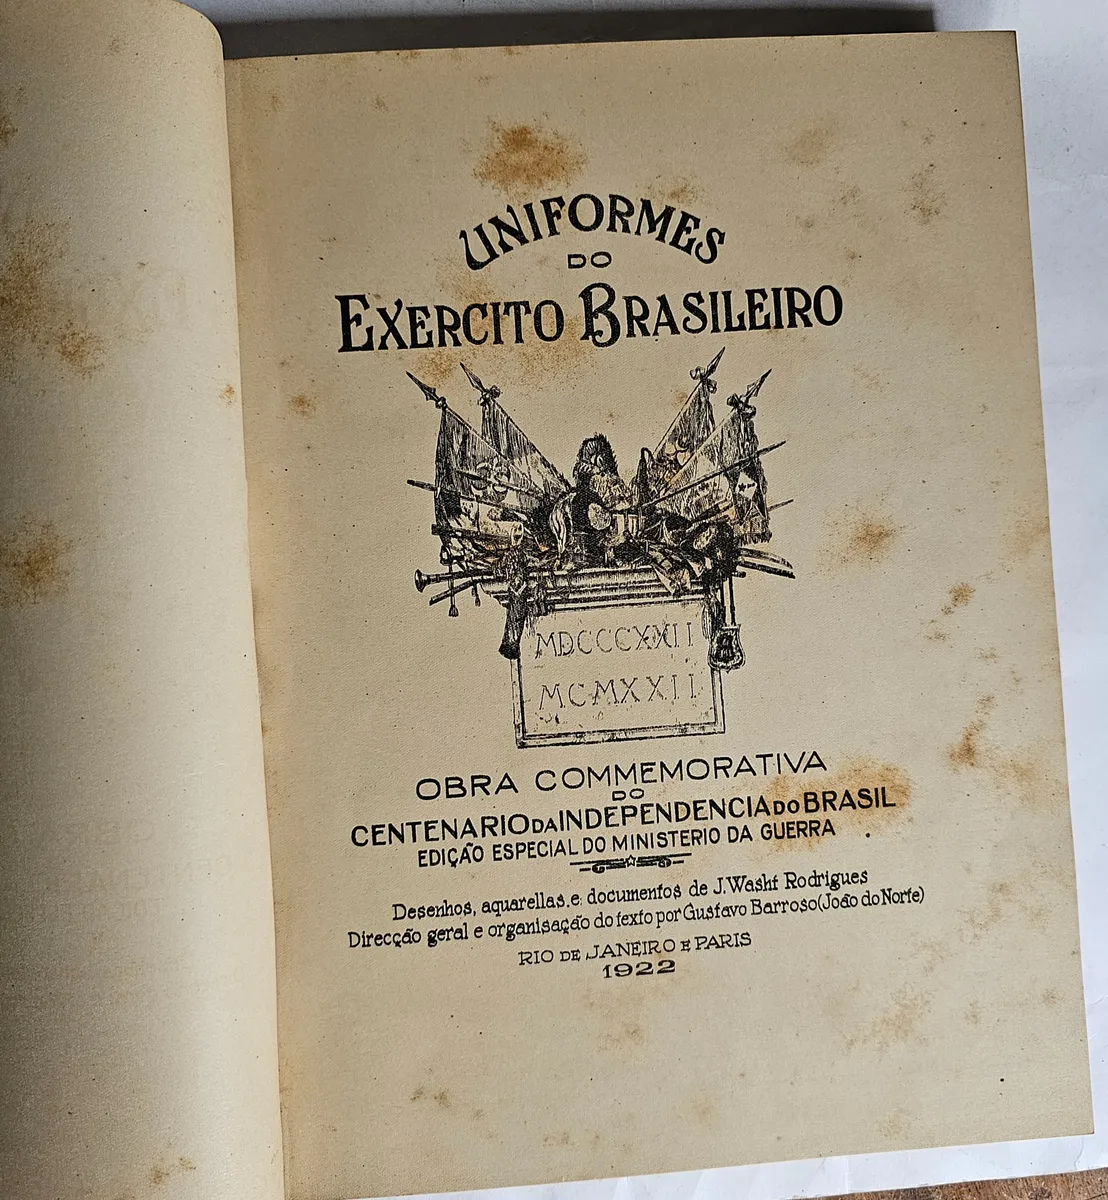 UNIFORMES
DO
EXERCITO BRASILEIRO
MDCCCXXII
MCMXXII
OBRA COMMEMORATIVA
DO
CENTENARIO DA INDEPENDENCIA DO BRASIL
EDIÇÃO ESPECIAL DO MINISTERIO DA GUERRA
Desenhos, aquarellas, e documentos de J. Washt Rodrigues
Direcção geral e organisação do texto por Gustavo Barroso (João do Norte)
RIO DE JANEIRO E PARIS
1922